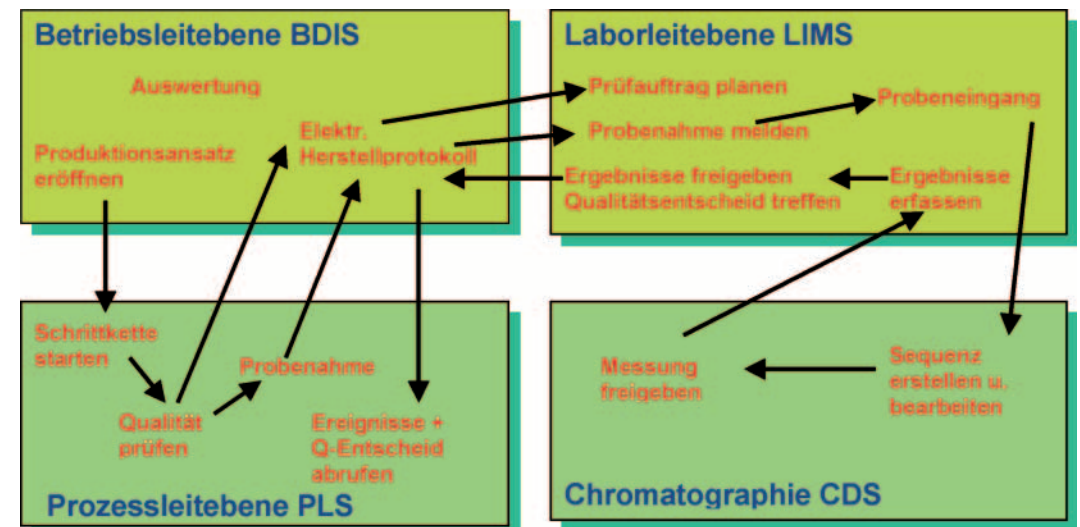 Betriebsleitebene BDIS
Auswertung
Elektr.
Herstellprotokoll
Produktionsansatz
eröffnen
Laborleitebene LIMS
Prüfauftrag planen
Probeneingang
Probenahme melden
Ergebnisse freigeben
Qualitätsentscheid treffen
Ergebnisse
erfassen
Schrittkette
starten
Probenahme
Qualität
prüfen
Ereignisse +
Q-Entscheid
abrufen
Prozessleitebene PLS
Messung
freigeben
Sequenz
erstellen u.
bearbeiten
Chromatographie CDS